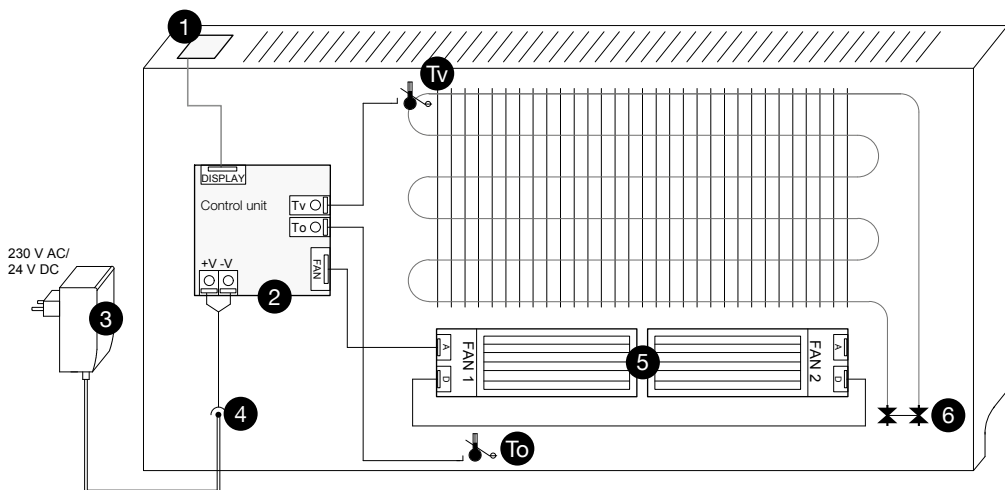 1
Tv
DISPLAY
Control unit
Tv
To
230 V AC/
24 V DC
+V -V
FAN
2
3
A
D
FAN 1
5
FAN 2
A
D
4
6
To